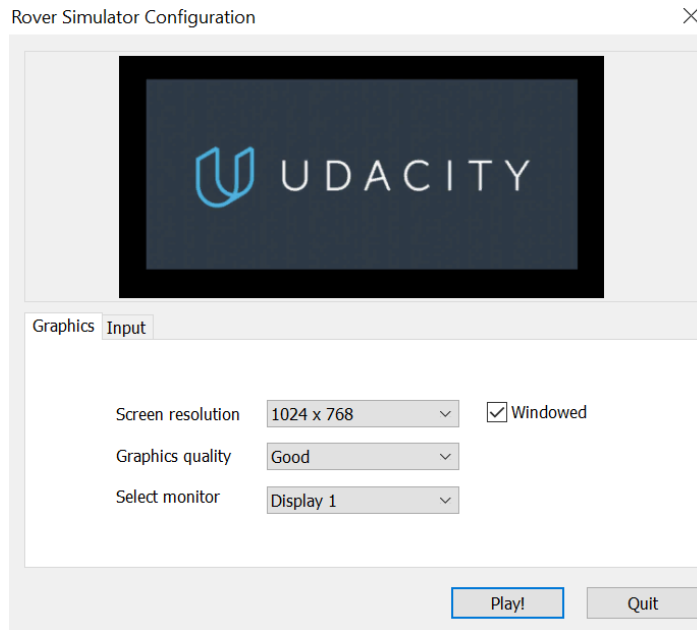 Rover Simulator Configuration
UDACITY
Graphics Input
Screen resolution 1024 x 768 Windowed
Graphics quality Good
Select monitor Display 1
Play! Quit